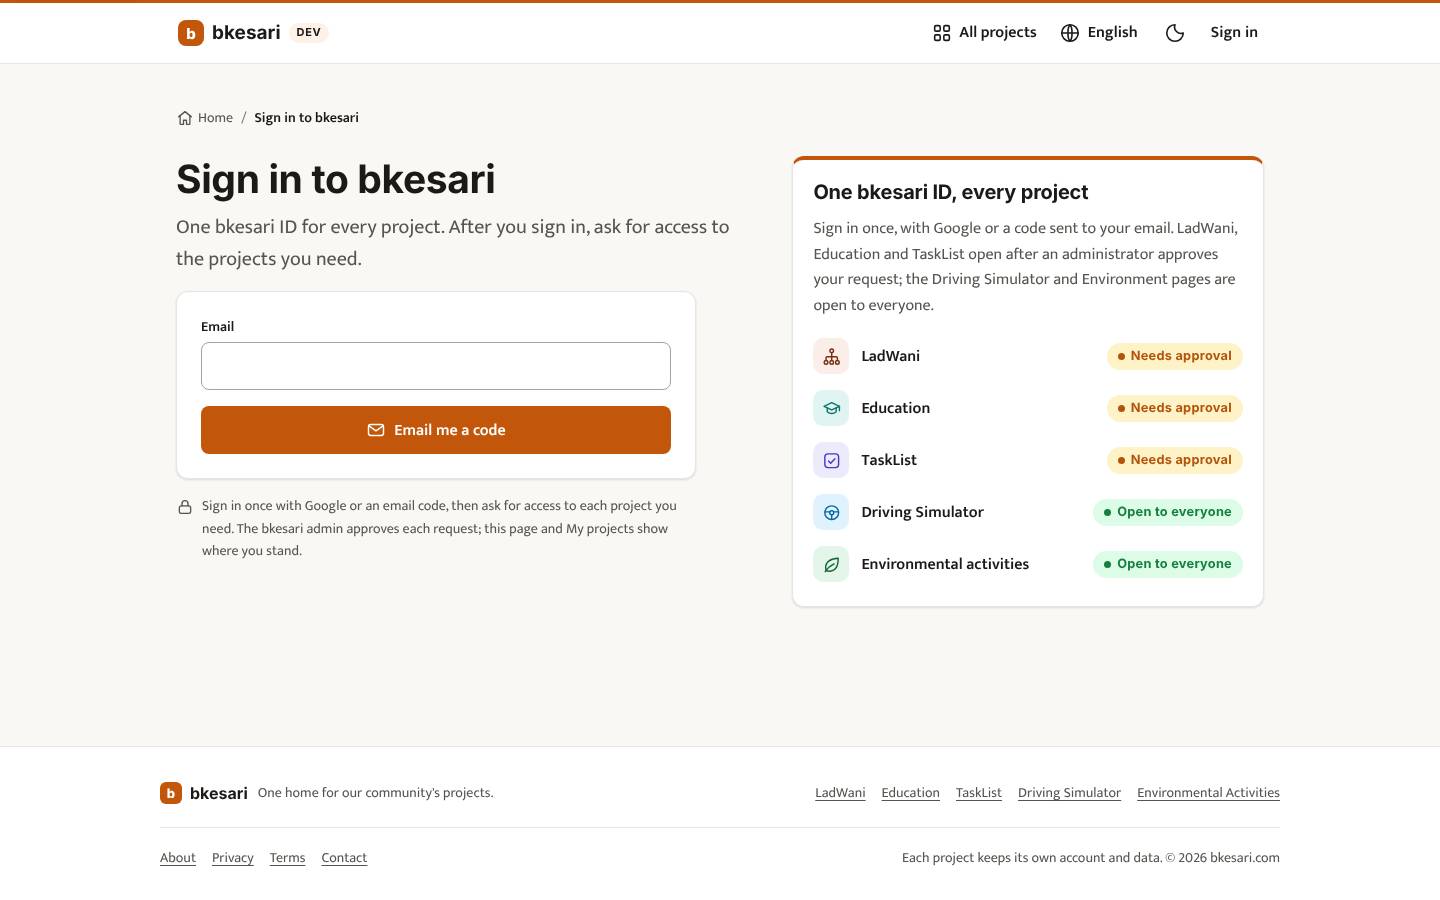 b bkesari DEV
All projects English Sign in
Home / Sign in to bkesari
Sign in to bkesari
One bkesari ID for every project. After you sign in, ask for access to
the projects you need.
Email
Email me a code
Sign in once with Google or an email code, then ask for access to each project you
need. The bkesari admin approves each request; this page and My projects show
where you stand.
One bkesari ID, every project
Sign in once, with Google or a code sent to your email. LadWani,
Education and TaskList open after an administrator approves
your request; the Driving Simulator and Environment pages are
open to everyone.
LadWani Needs approval
Education Needs approval
TaskList Needs approval
Driving Simulator Open to everyone
Environmental activities Open to everyone
b bkesari One home for our community's projects.
LadWani Education TaskList Driving Simulator Environmental Activities
About Privacy Terms Contact
Each project keeps its own account and data. © 2026 bkesari.com